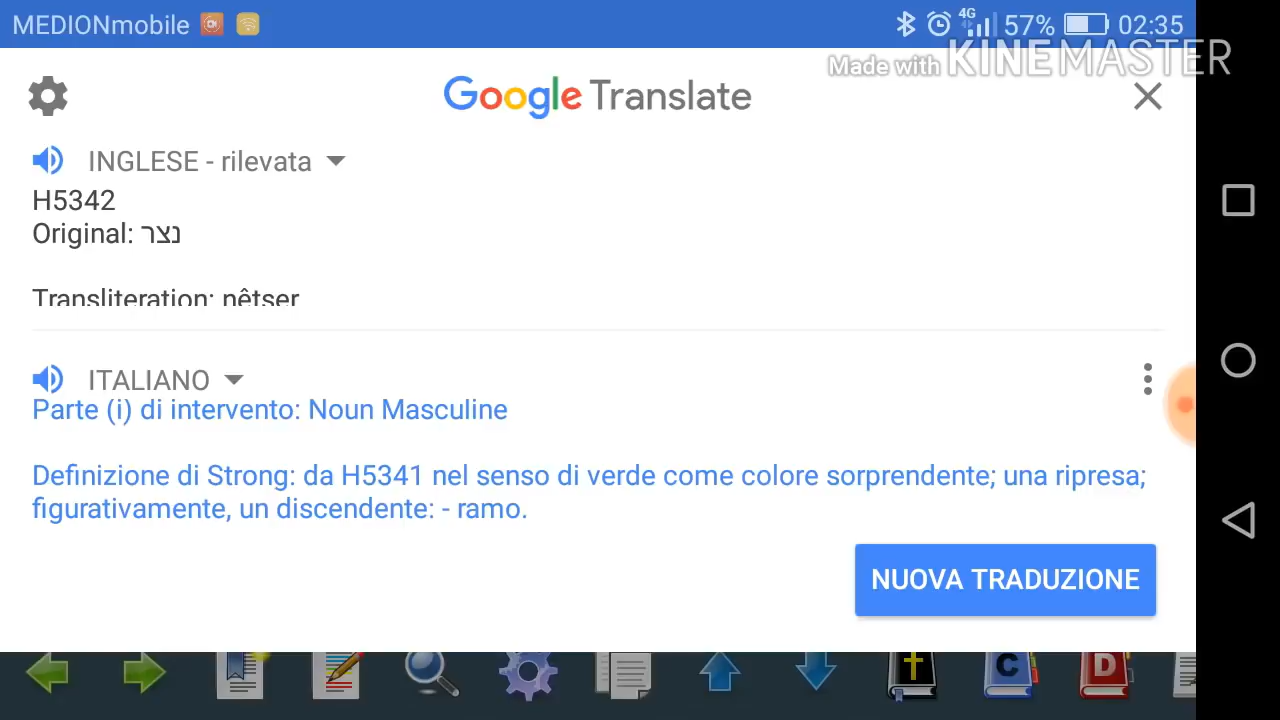 MEDIONmobile 4G 57% 02:35
Made with KINEMASTER
Google Translate
INGLESE - rilevata
H5342
Original: נצר
Transliteration: nêtser
ITALIANO
Parte (i) di intervento: Noun Masculine
Definizione di Strong: da H5341 nel senso di verde come colore sorprendente; una ripresa;
figurativamente, un discendente: - ramo.
NUOVA TRADUZIONE
C D